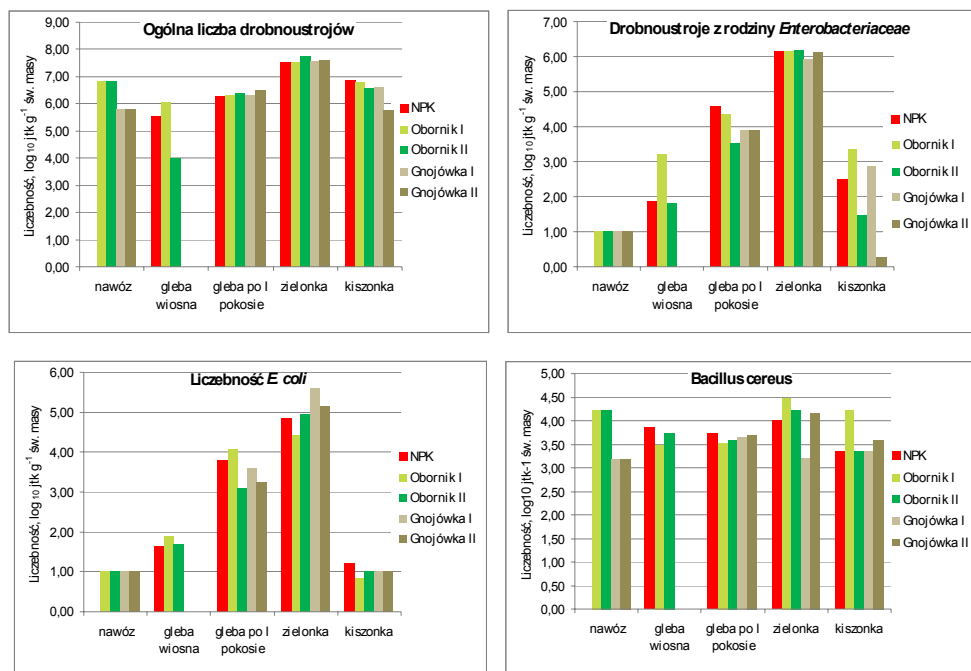 Ogólna liczba drobnoustrojów
Liczebność, log 10 jtk g-1 św. masy
9,00
8,00
7,00
6,00
5,00
4,00
3,00
2,00
1,00
0,00
nawóz
gleba wiosna
gleba po I pokosie
zielonka
kiszonka
NPK
Obornik I
Obornik II
Gnojówka I
Gnojówka II
Drobnoustroje z rodziny Enterobacteriaceae
Liczebność, log 10 jtk g-1 św. masy
7,00
6,00
5,00
4,00
3,00
2,00
1,00
0,00
nawóz
gleba wiosna
gleba po I pokosie
zielonka
kiszonka
NPK
Obornik I
Obornik II
Gnojówka I
Gnojówka II
Liczebność E. coli
Liczebność, log 10 jtk g-1 św. masy
6,00
5,00
4,00
3,00
2,00
1,00
0,00
nawóz
gleba wiosna
gleba po I pokosie
zielonka
kiszonka
NPK
Obornik I
Obornik II
Gnojówka I
Gnojówka II
Bacillus cereus
Liczebność, log10 jtk-1 św. masy
5,00
4,50
4,00
3,50
3,00
2,50
2,00
1,50
1,00
0,50
0,00
nawóz
gleba wiosna
gleba po I pokosie
zielonka
kiszonka
NPK
Obornik I
Obornik II
Gnojówka I
Gnojówka II